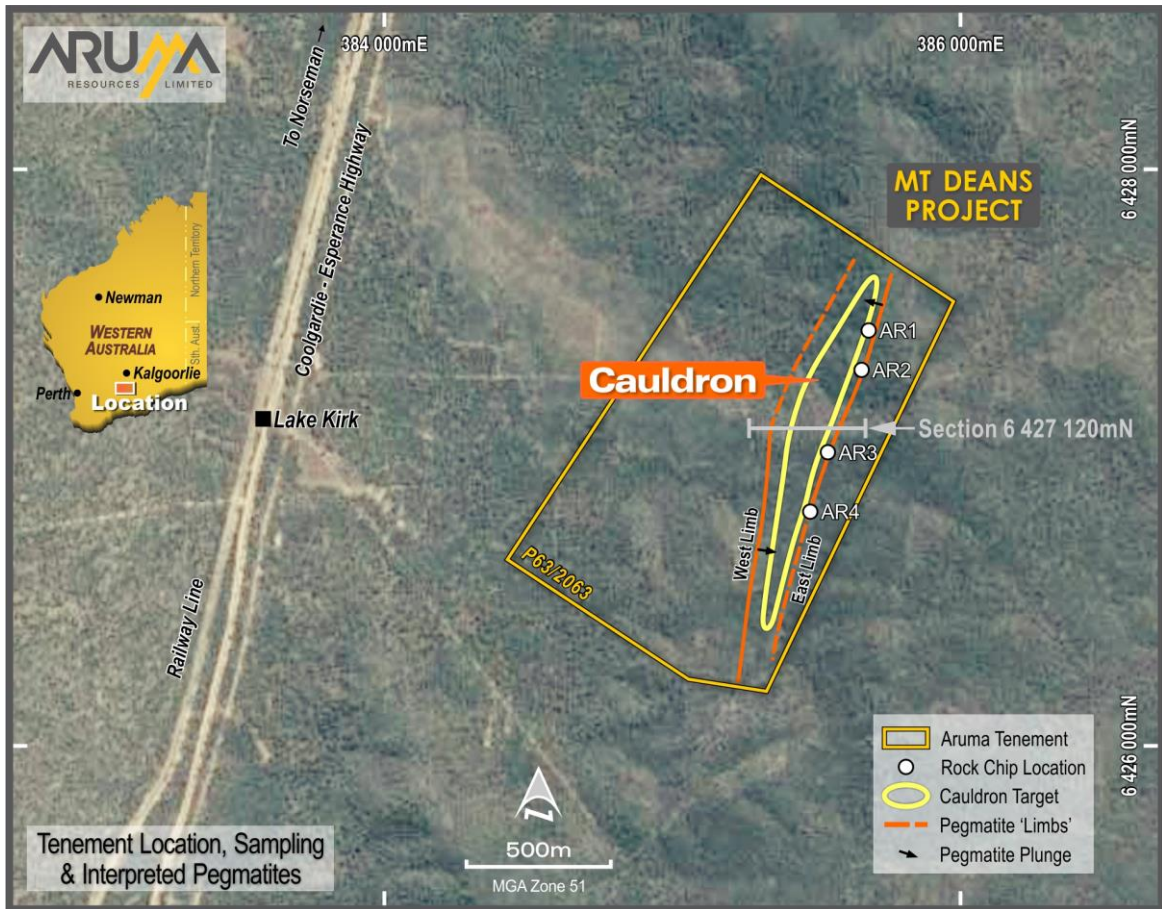 ARUMA
RESOURCES LIMITED
To Norseman
384 000mE
386 000mE
6 428 000mN
Coolgardie - Esperance Highway
MT DEANS
PROJECT
Northern Territory
Sth. Aust.
Newman
WESTERN
AUSTRALIA
Kalgoorlie
Perth
Location
AR1
AR2
Cauldron
Lake Kirk
Section 6 427 120mN
AR3
AR4
West Limb
East Limb
P63/2063
Railway Line
6 426 000mN
Aruma Tenement
Rock Chip Location
Cauldron Target
Pegmatite 'Limbs'
Pegmatite Plunge
N
500m
MGA Zone 51
Tenement Location, Sampling
& Interpreted Pegmatites